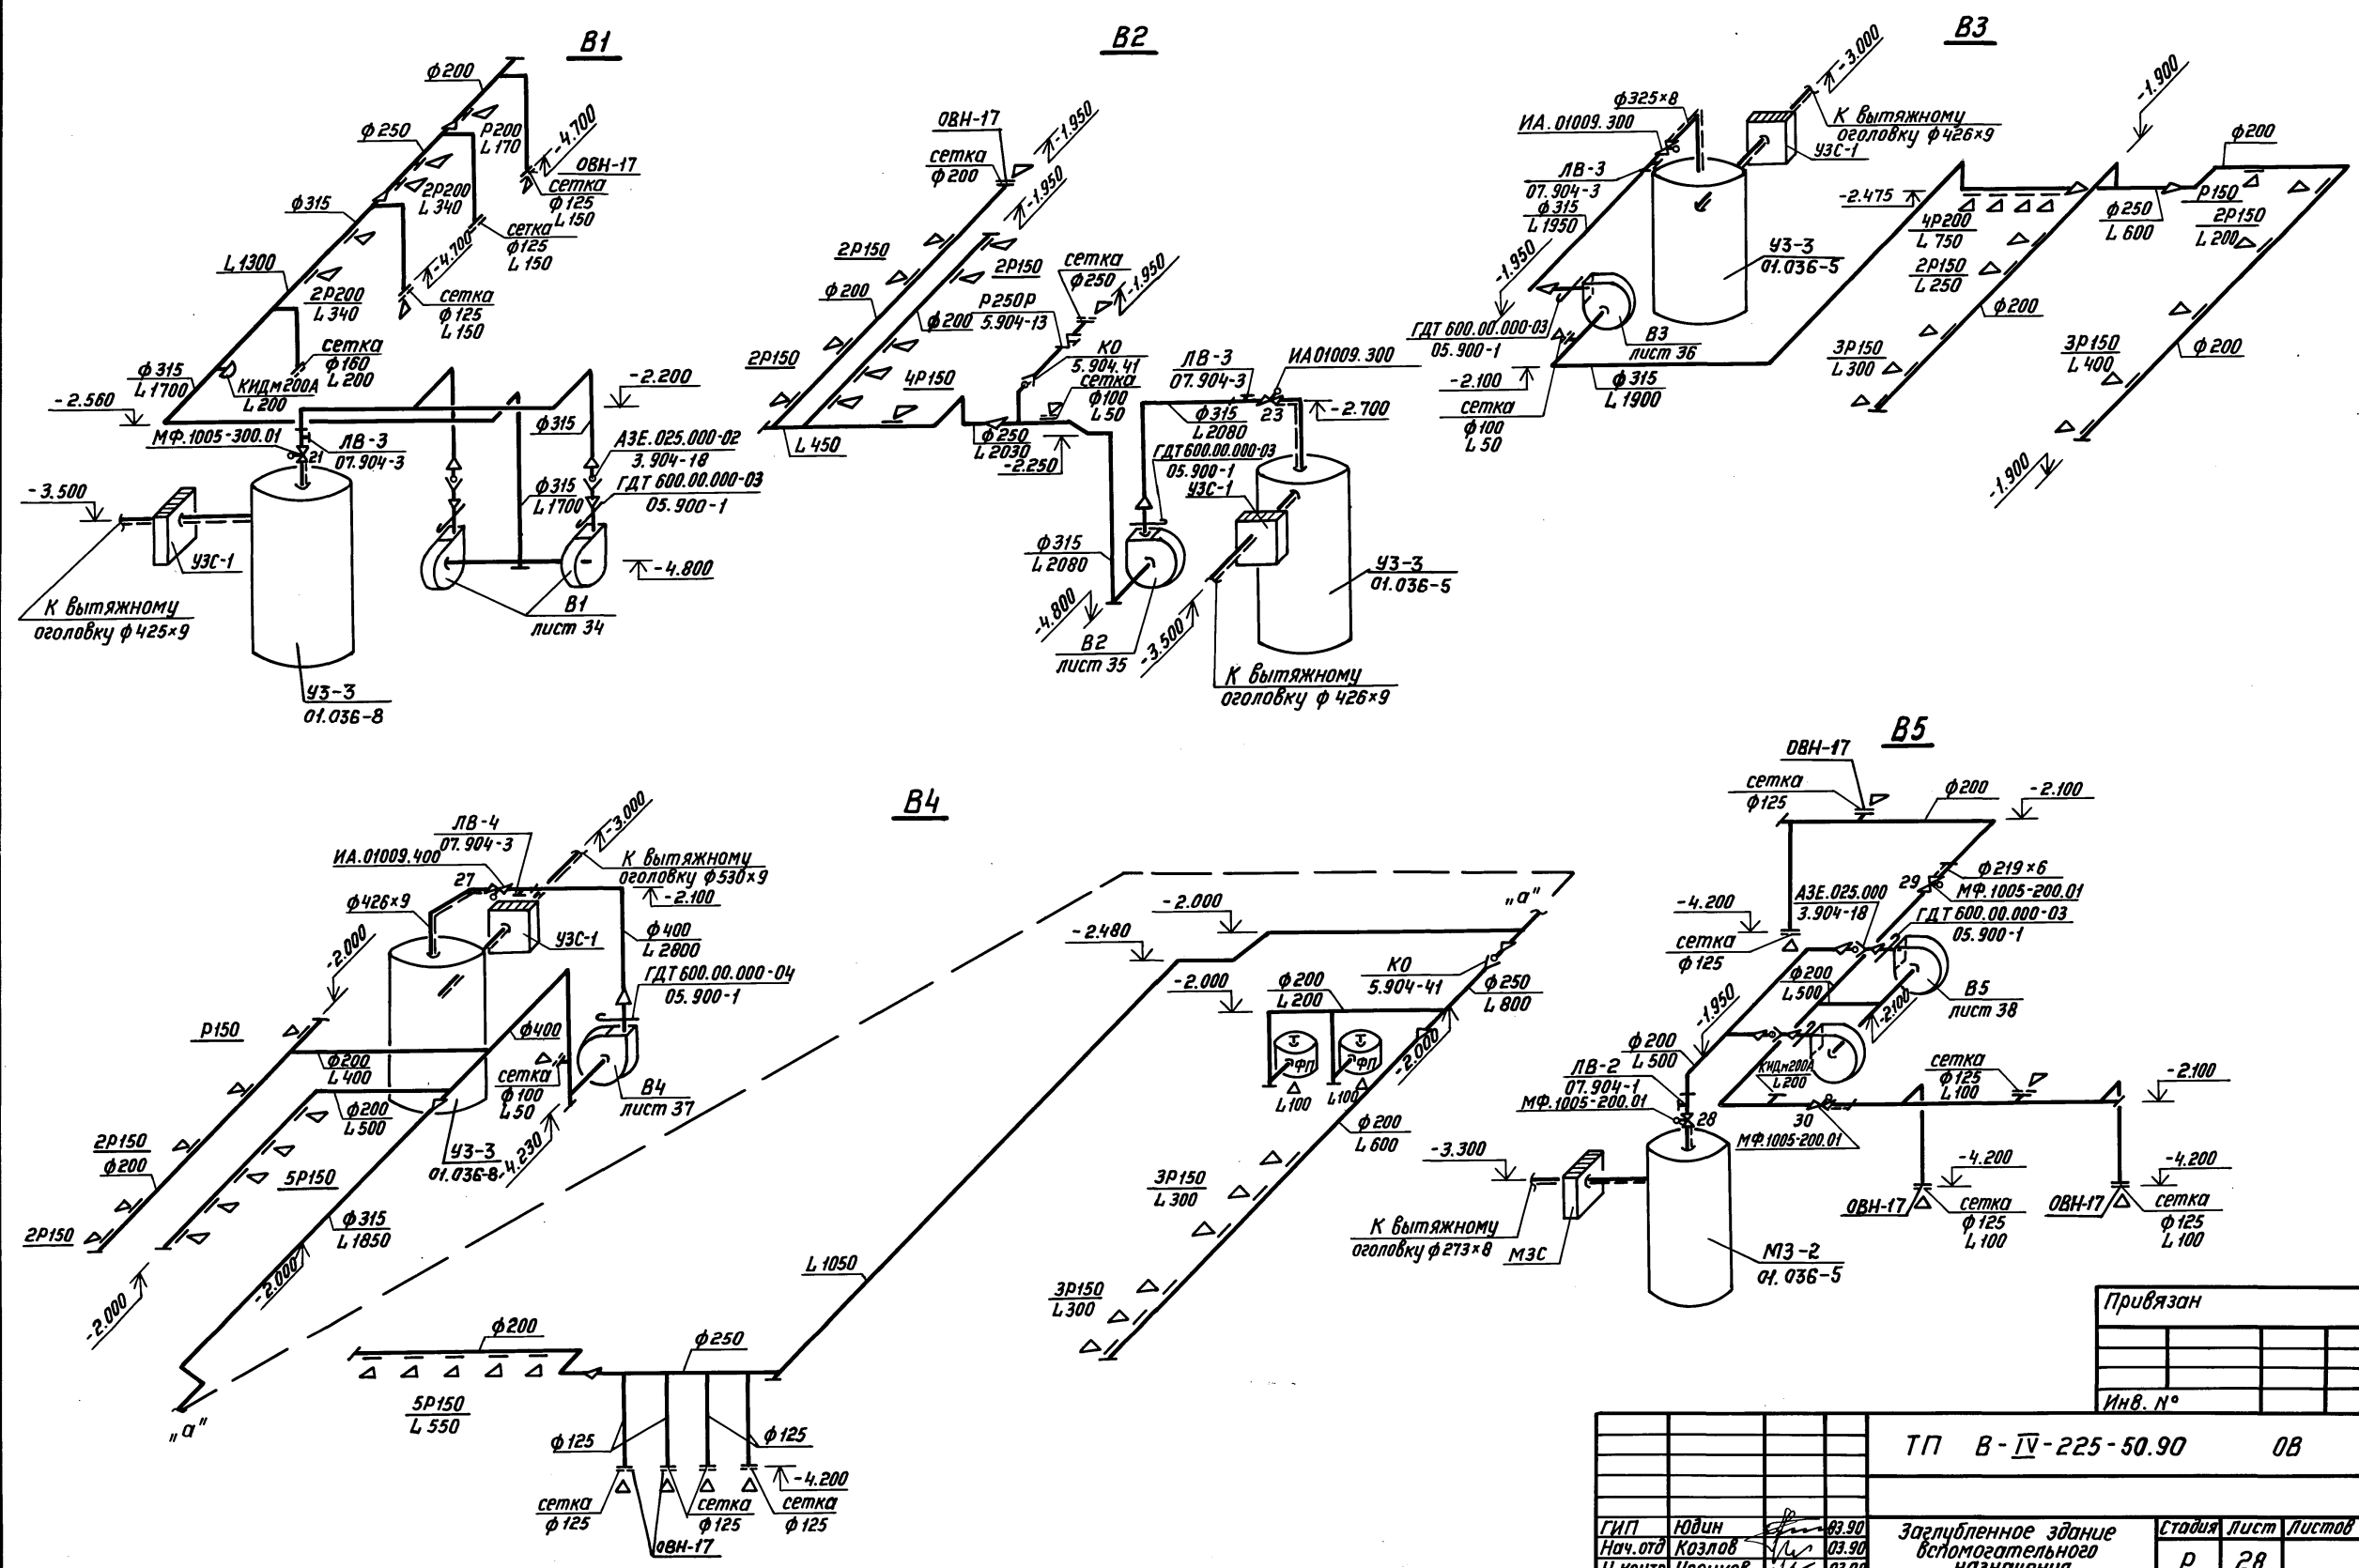 В1
ф200
ф250
Р200
L170
-4.700
ОВН-17
сетка
ф125
L150
2Р200
L340
сетка
ф125
L150
ф315
-4.700
L1300
2Р200
L340
сетка
ф125
L150
сетка
ф160
L200
ф315
L1700
КИДм200А
L200
-2.560
-2.200
МФ.1005-300.01
21
ЛВ-3
07.904-3
ф315
АЗЕ.025.000-02
3.904-18
ГДТ 600.00.000-03
05.900-1
ф315
L1700
-3.500
УЗС-1
-4.800
К вытяжному
оголовку ф425×9
В1
лист 34
УЗ-3
01.036-8
В2
ОВН-17
сетка
ф200
-1.950
-1.950
2Р150
2Р150
сетка
ф250
-1.950
ф200
ф200
Р250Р
5.904-13
КО
5.904.41
2Р150
4Р150
сетка
ф100
L50
ЛВ-3
07.904-3
ИА01009.300
23
-2.700
L450
ф250
L2030
-2.250
ф315
L2080
ГДТ600.00.000-03
05.900-1
УЗС-1
ф315
L2080
УЗ-3
01.036-5
-4.800
В2
лист 35
-3.500
К вытяжному
оголовку ф426×9
В3
-3.000
ф325×8
ИА.01009.300
К вытяжному
оголовку ф426×9
УЗС-1
-1.900
ф200
ЛВ-3
07.904-3
ф315
L1950
-2.475
Р150
4Р200
L750
ф250
L600
2Р150
L200
-1.950
УЗ-3
01.036-5
2Р150
L250
ф200
ГДТ 600.00.000-03
05.900-1
В3
лист 36
3Р150
L300
3Р150
L400
ф200
-2.100
ф315
L1900
сетка
ф100
L50
-1.900
В4
ЛВ-4
07.904-3
-3.000
ИА.01009.400
27
К вытяжному
оголовку ф530×9
-2.100
ф426×9
УЗС-1
ф400
L2800
-2.000
ГДТ600.00.000-04
05.900-1
Р150
ф400
ф200
L400
сетка
ф100
L50
В4
лист 37
ф200
L500
УЗ-3
01.036-8
-4.230
2Р150
ф200
5Р150
2Р150
ф315
L1850
-2.000
-2.000
„а"
ф200
ф250
5Р150
L550
ф125
ф125
-4.200
сетка
ф125
сетка
ф125
сетка
ф125
ОВН-17
L1050
-2.000
-2.480
-2.000
„а"
КО
5.904-41
ф250
L800
ф200
L200
ФП
ФП
L100
L100
-2.000
ф200
L600
3Р150
L300
3Р150
L300
В5
ОВН-17
сетка
ф125
ф200
-2.100
ф219×6
29
МФ.1005-200.01
АЗЕ.025.000
3.904-18
ГДТ600.00.000-03
05.900-1
-4.200
сетка
ф125
ф200
L500
В5
лист 38
-1.950
-2.100
ф200
L500
ЛВ-2
07.904-1
КИДм200А
L200
сетка
ф125
L100
-2.100
МФ.1005-200.01
28
30
МФ.1005-200.01
-3.300
-4.200
-4.200
ОВН-17
сетка
ф125
L100
ОВН-17
сетка
ф125
L100
К вытяжному
оголовку ф273×8
МЗС
МЗ-2
01.036-5
Привязан
Инв. №
ТП В-IV-225-50.90 ОВ
ГИП Юдин 03.90
Нач.отд Козлов 03.90
Заглубленное здание
вспомогательного
назначения
Стадия Лист Листов
Р 28